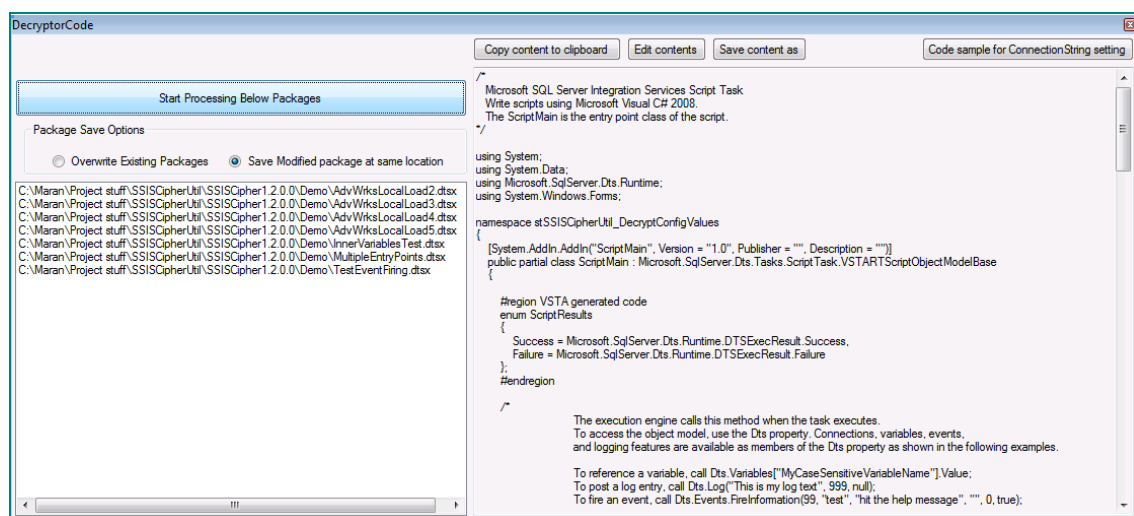 DecryptorCode
Copy content to clipboard
Edit contents
Save content as
Code sample for ConnectionString setting
Start Processing Below Packages
Package Save Options
Overwrite Existing Packages
Save Modified package at same location
C:\Maran\Project stuff\SSISCipherUtil\SSISCipher1.2.0.0\Demo\AdvWrksLocalLoad2.dtsx
C:\Maran\Project stuff\SSISCipherUtil\SSISCipher1.2.0.0\Demo\AdvWrksLocalLoad3.dtsx
C:\Maran\Project stuff\SSISCipherUtil\SSISCipher1.2.0.0\Demo\AdvWrksLocalLoad4.dtsx
C:\Maran\Project stuff\SSISCipherUtil\SSISCipher1.2.0.0\Demo\AdvWrksLocalLoad5.dtsx
C:\Maran\Project stuff\SSISCipherUtil\SSISCipher1.2.0.0\Demo\InnerVariablesTest.dtsx
C:\Maran\Project stuff\SSISCipherUtil\SSISCipher1.2.0.0\Demo\MultipleEntryPoints.dtsx
C:\Maran\Project stuff\SSISCipherUtil\SSISCipher1.2.0.0\Demo\TestEventFiring.dtsx
/*
Microsoft SQL Server Integration Services Script Task
Write scripts using Microsoft Visual C# 2008.
The ScriptMain is the entry point class of the script.
*/
using System;
using System.Data;
using Microsoft.SqlServer.Dts.Runtime;
using System.Windows.Forms;
namespace stSSISCipherUtil_DecryptConfigValues
{
[System.AddIn.AddIn("ScriptMain", Version = "1.0", Publisher = "", Description = "")]
public partial class ScriptMain : Microsoft.SqlServer.Dts.Tasks.ScriptTask.VSTARTScriptObjectModelBase
{
#region VSTA generated code
enum ScriptResults
{
Success = Microsoft.SqlServer.Dts.Runtime.DTSExecResult.Success,
Failure = Microsoft.SqlServer.Dts.Runtime.DTSExecResult.Failure
};
#endregion
/*
The execution engine calls this method when the task executes.
To access the object model, use the Dts property. Connections, variables, events,
and logging features are available as members of the Dts property as shown in the following examples.
To reference a variable, call Dts.Variables["MyCaseSensitiveVariableName"].Value;
To post a log entry, call Dts.Log("This is my log text", 999, null);
To fire an event, call Dts.Events.FireInformation(99, "test", "hit the help message", "", 0, true);